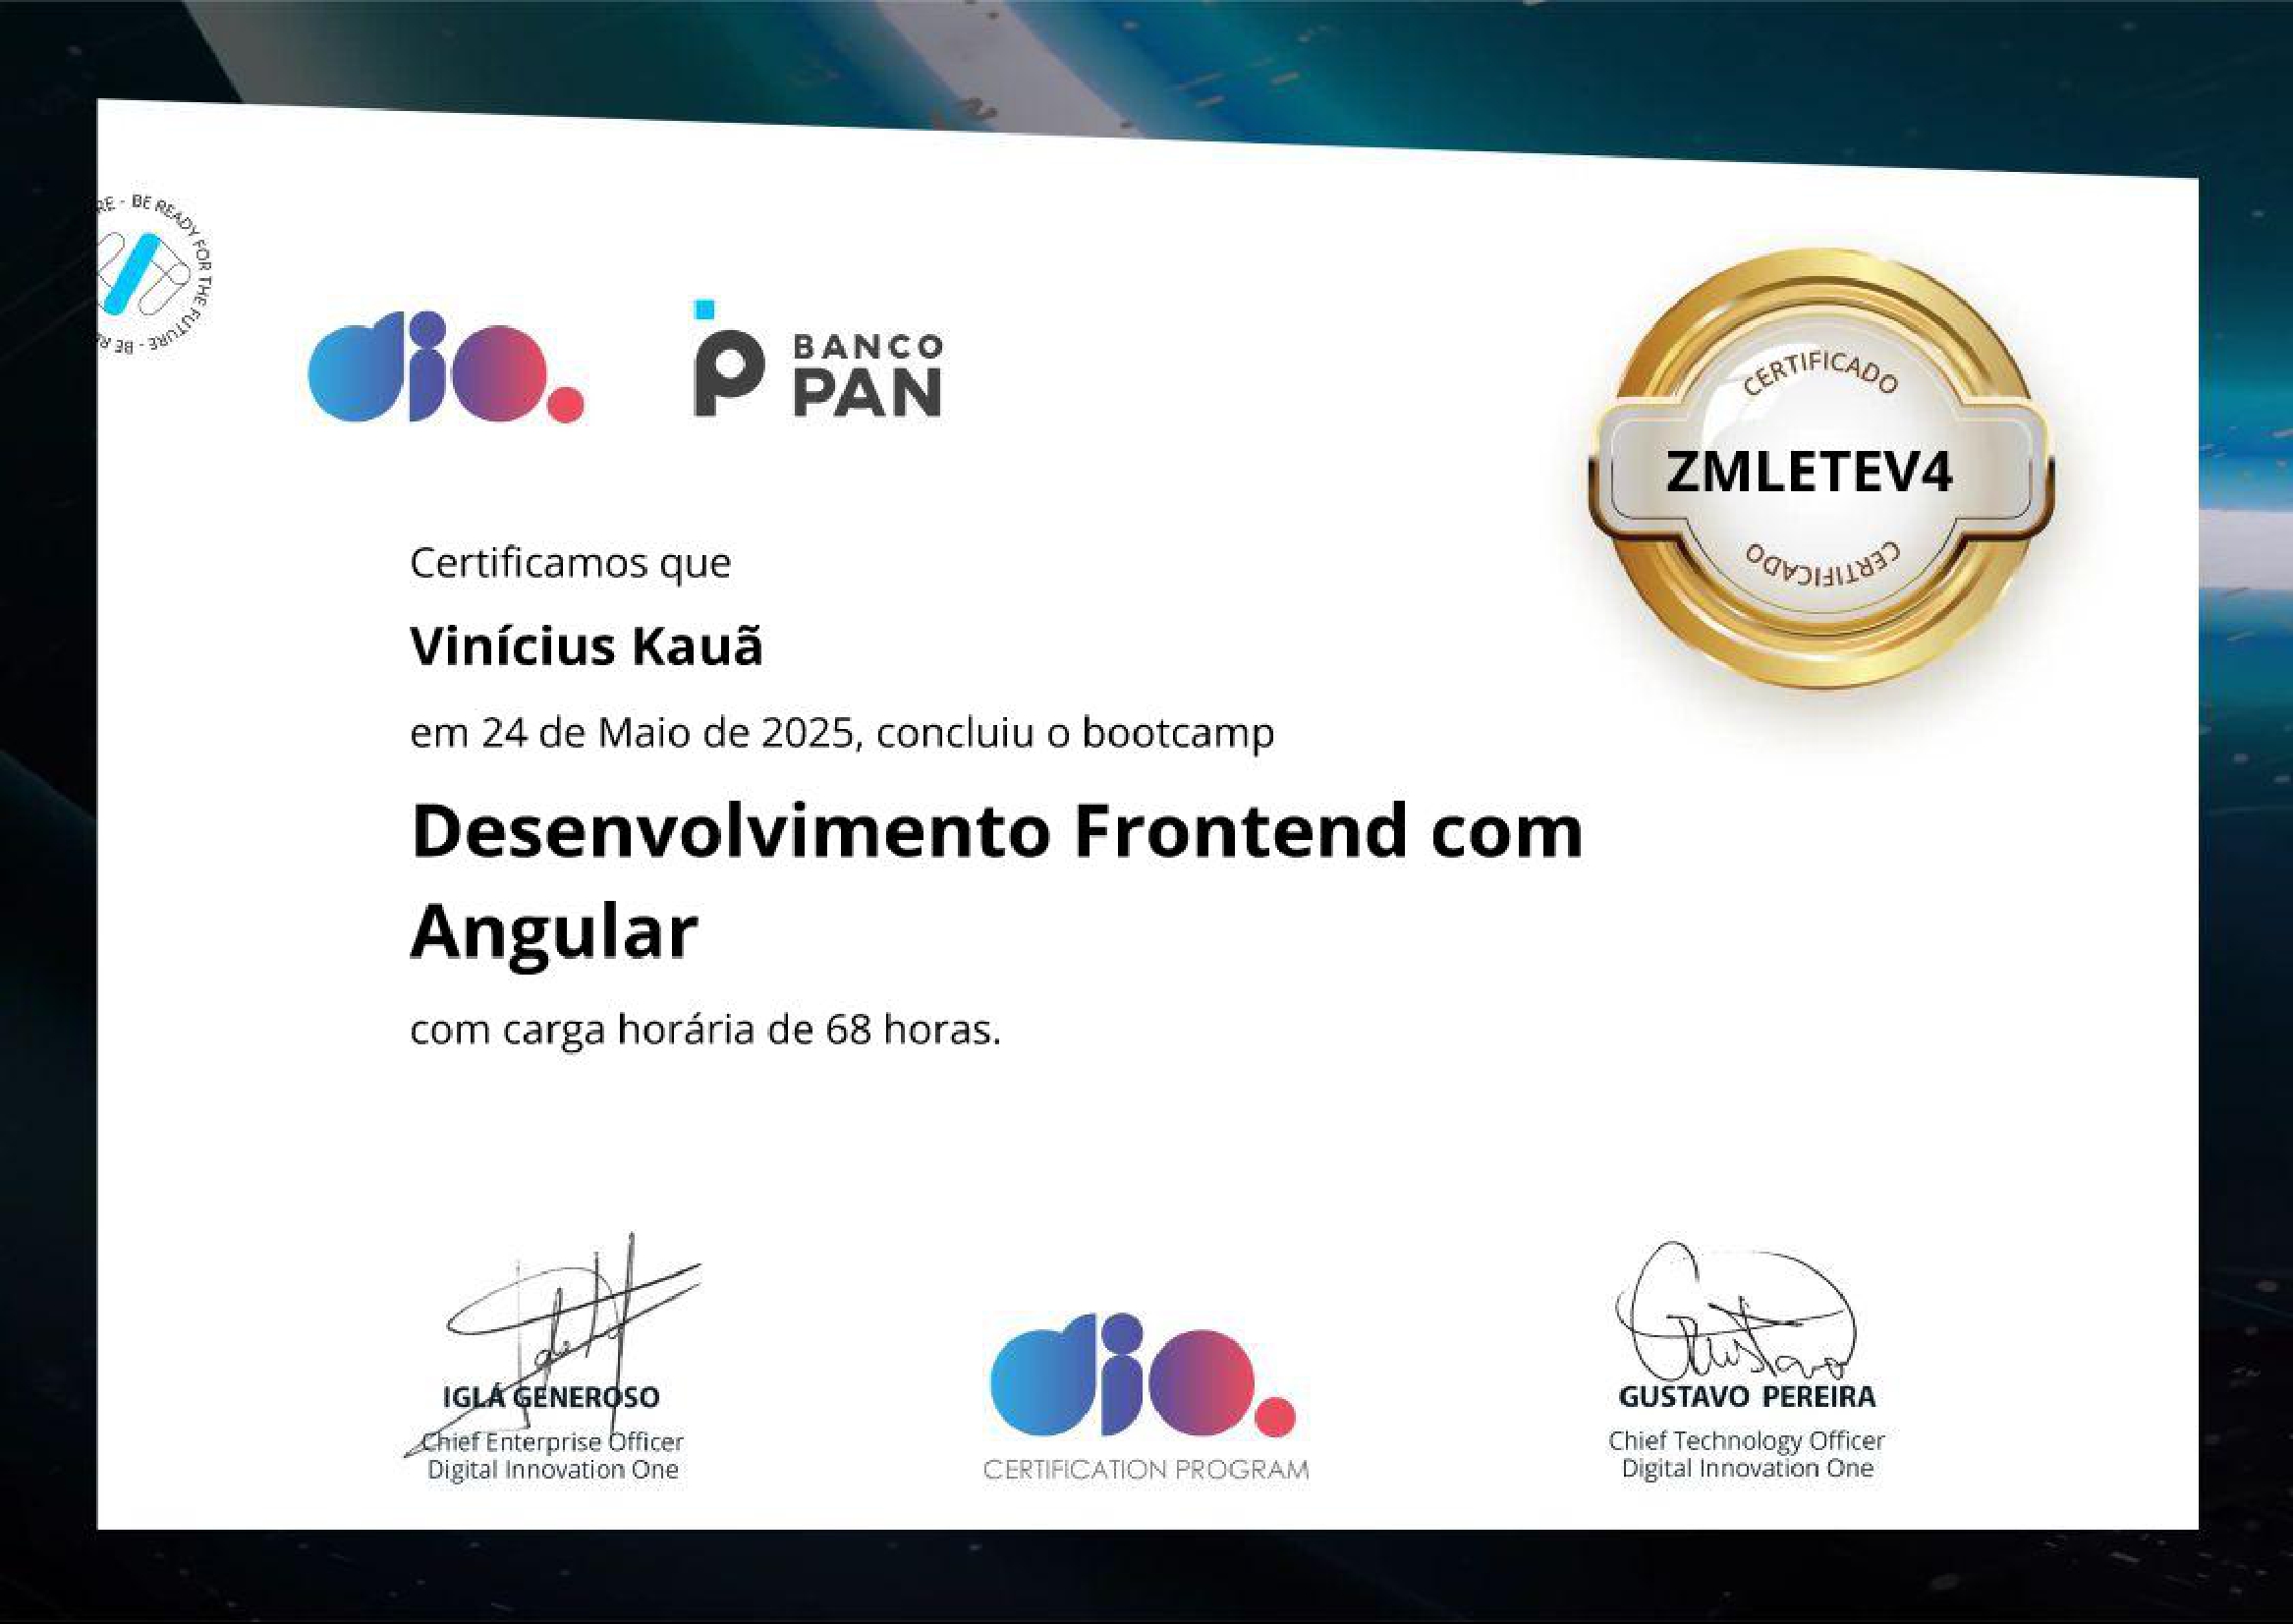 RE - BE READY FOR THE FUTURE - BE RE
dio.
BANCO
PAN
CERTIFICADO
ZMLETEV4
CERTIFICADO
Certificamos que
Vinícius Kauã
em 24 de Maio de 2025, concluiu o bootcamp
Desenvolvimento Frontend com
Angular
com carga horária de 68 horas.
IGLÁ GENEROSO
Chief Enterprise Officer
Digital Innovation One
dio.
CERTIFICATION PROGRAM
Gustavo
GUSTAVO PEREIRA
Chief Technology Officer
Digital Innovation One